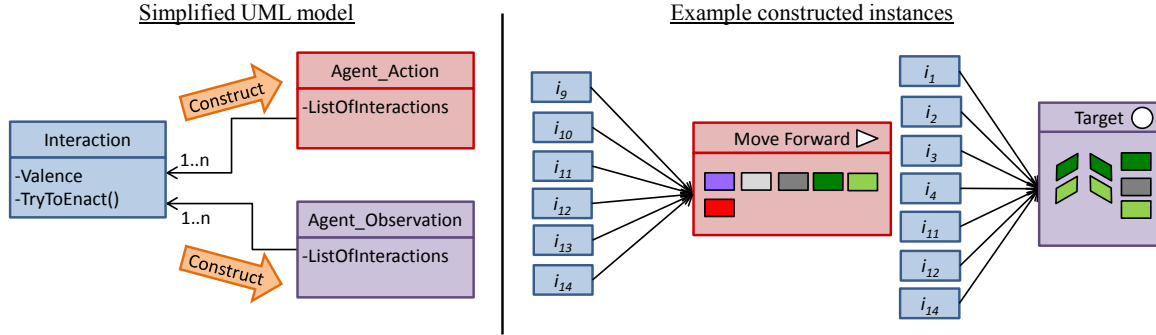 Simplified UML model
Construct
Agent_Action
-ListOfInteractions
Interaction
-Valence
-TryToEnact()
1..n
1..n
Agent_Observation
-ListOfInteractions
Construct
Example constructed instances
i9
i10
i11
i12
i13
i14
Move Forward
i1
i2
i3
i4
i11
i12
i14
Target